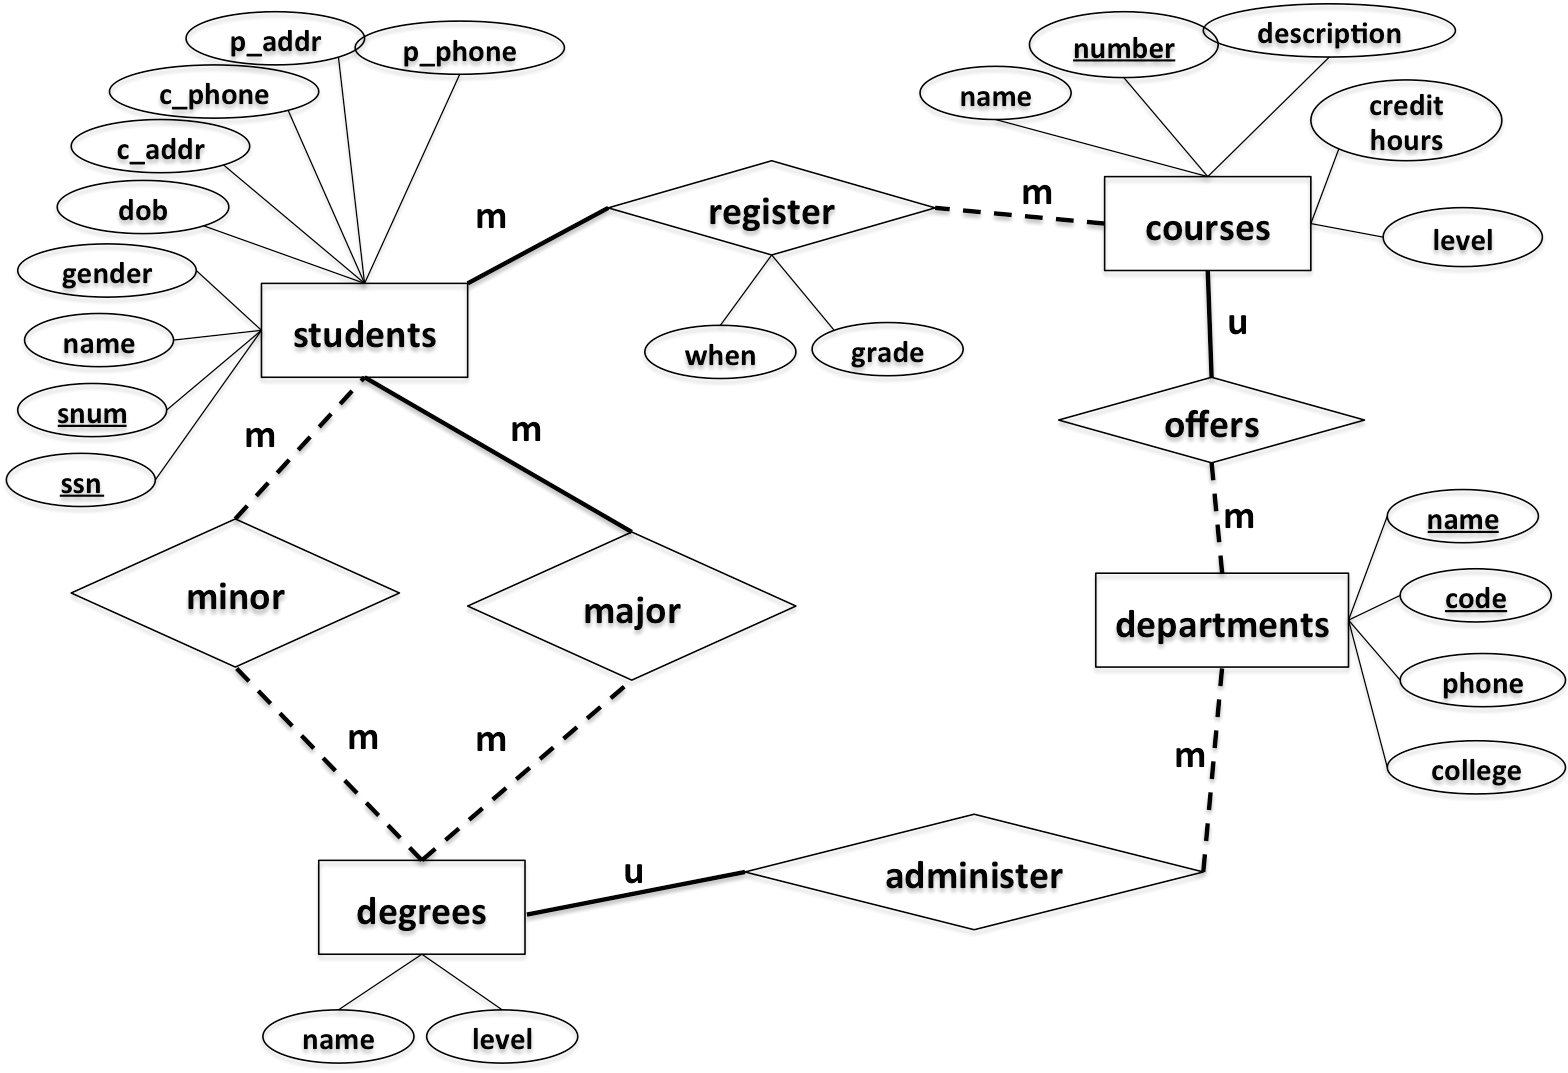 p_addr
p_phone
c_phone
c_addr
dob
gender
name
snum
ssn
students
m
register
m
when
grade
name
number
description
credit
hours
level
courses
u
offers
m
name
code
phone
college
departments
m
m
minor
major
m
m
m
u
administer
degrees
name
level